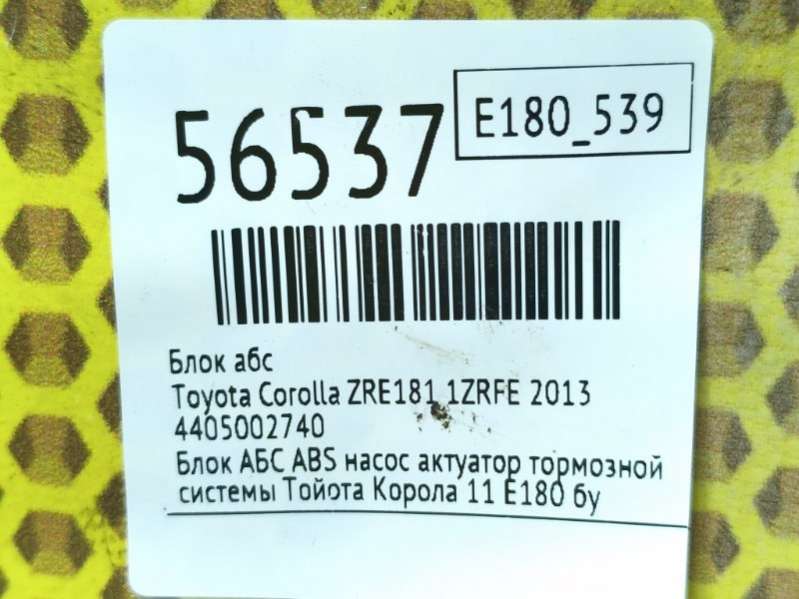 56537
E180_539
Блок абс
Toyota Corolla ZRE181 1ZRFE 2013
4405002740
Блок АБС ABS насос актуатор тормозной
системы Тойота Корола 11 E180 бу